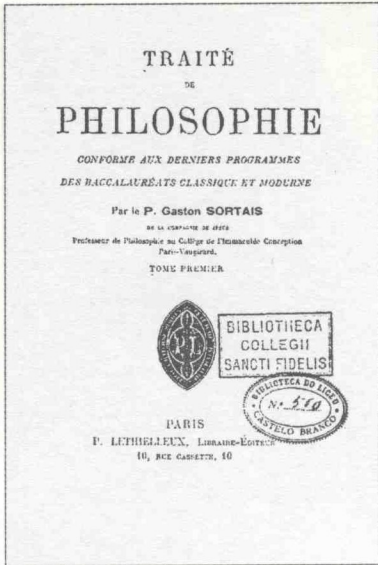 TRAITÉ
DE
PHILOSOPHIE
CONFORME AUX DERNIERS PROGRAMMES
DES BACCALAURÉATS CLASSIQUE ET MODERNE
Par le P. Gaston SORTAIS
DE LA COMPAGNIE DE JÉSUS
Professeur de Philosophie au Collège de l'Immaculée Conception
Paris-Vaugirard.
TOME PREMIER
P. L.
BIBLIOTHECA
COLLEGII
SANCTI FIDELIS
BIBLIOTECA DO LICEO
N.º 510
CASTELO BRANCO
PARIS
P. LETHIELLEUX, LIBRAIRE-ÉDITEUR
10, RUE CASSETTE, 10